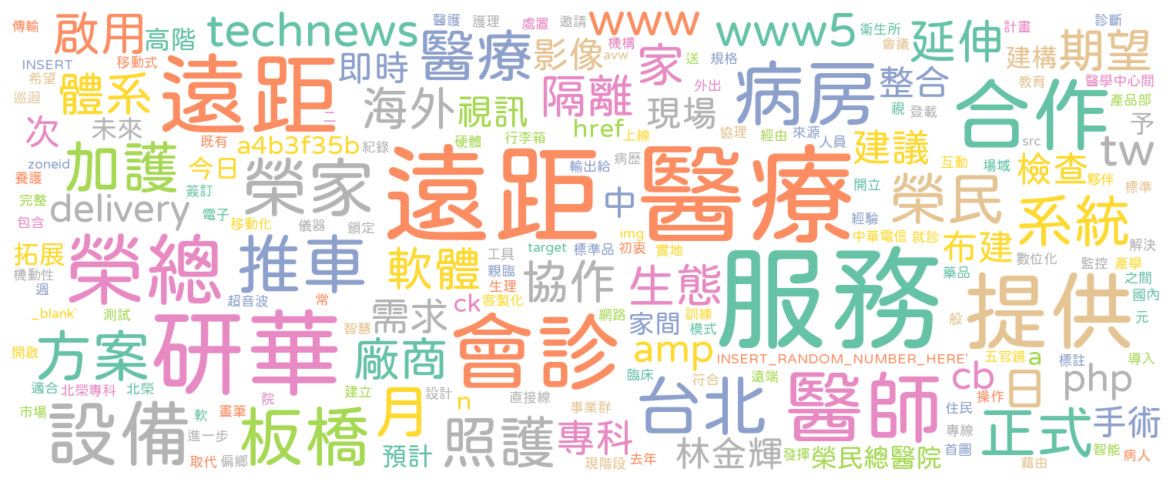 傳輸
啟用
高階
technews
醫護
護理
處置
邀請
www
www5
衛生所
延伸
計畫
診斷
INSERT
移動式
遠距
即時
醫療
影像
機構
avw
家
送
規格
會議
建構
期望
希望
巡迴
體系
海外
視訊
隔離
外出
病房
整合
教育
醫學中心間
產品部
視
登載
合作
次
未來
既有
二
href
上線
現場
協理
經由
來源
人員
予
養護
zoneid
加護
今日
a4b3f35b
紀錄
硬體
行李箱
病歷
輸出給
建議
互動
src
場域
檢查
夥伴
標準
tw
完整
簽訂
榮家
遠距
醫療
開立
包含
delivery
電子
移動化
儀器
鎖定
中
榮民
系統
經驗
中華電信
就診
img
拓展
機動性
週
榮總
推車
超音波
軟體
工具
親臨
生理
常
target
標準品
初衷
實地
客製化
協作
生態
服務
藥品
布建
數位化
監控
產學
解決
之間
國內
_blank'
測試
研華
智慧
需求
ck
會診
網路
家間
訓練
模式
提供
般
元
開啟
方案
廠商
amp
INSERT_RANDOM_NUMBER_HERE'
五官鏡
a
標註
導入
適合
北榮專科
北榮
院
建立
設計
n
直接線
臨床
符合
遠端
cb
操作
php
市場
設備
軟
畫筆
板橋
月
事業群
台北
醫師
住民
日
手術
進一步
取代
偏鄉
預計
照護
專科
現階段
去年
林金輝
發揮
榮民總醫院
專線
首圖
正式
藉由
智能
病人